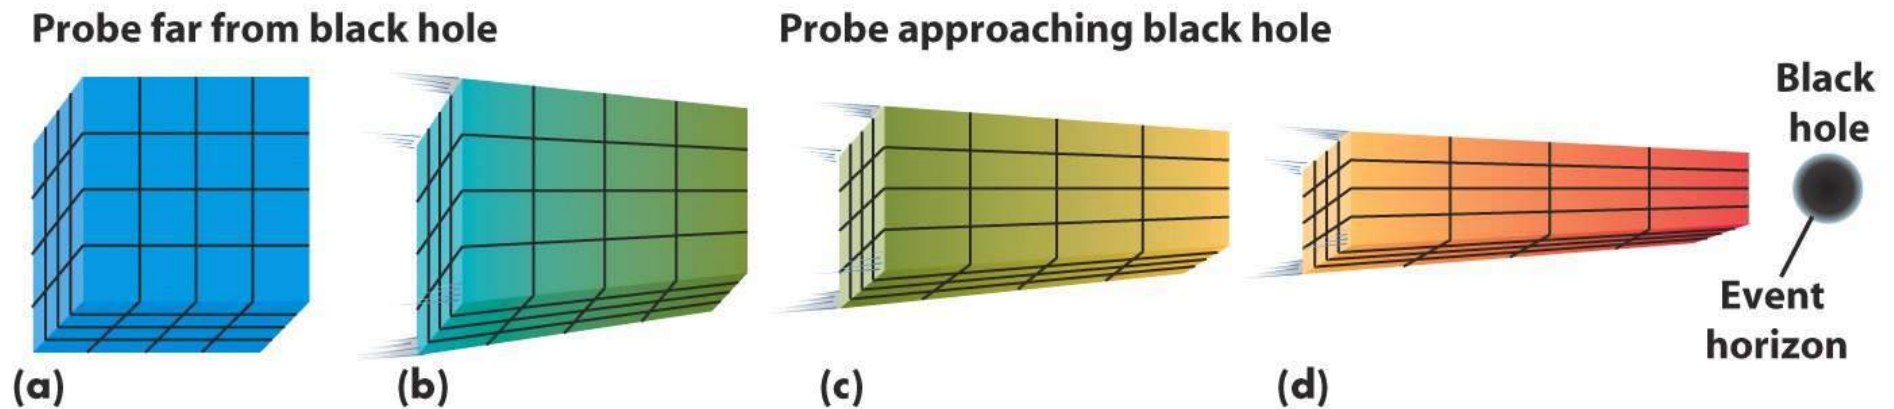 Probe far from black hole
Probe approaching black hole
Black
hole
Event
horizon
(a)
(b)
(c)
(d)